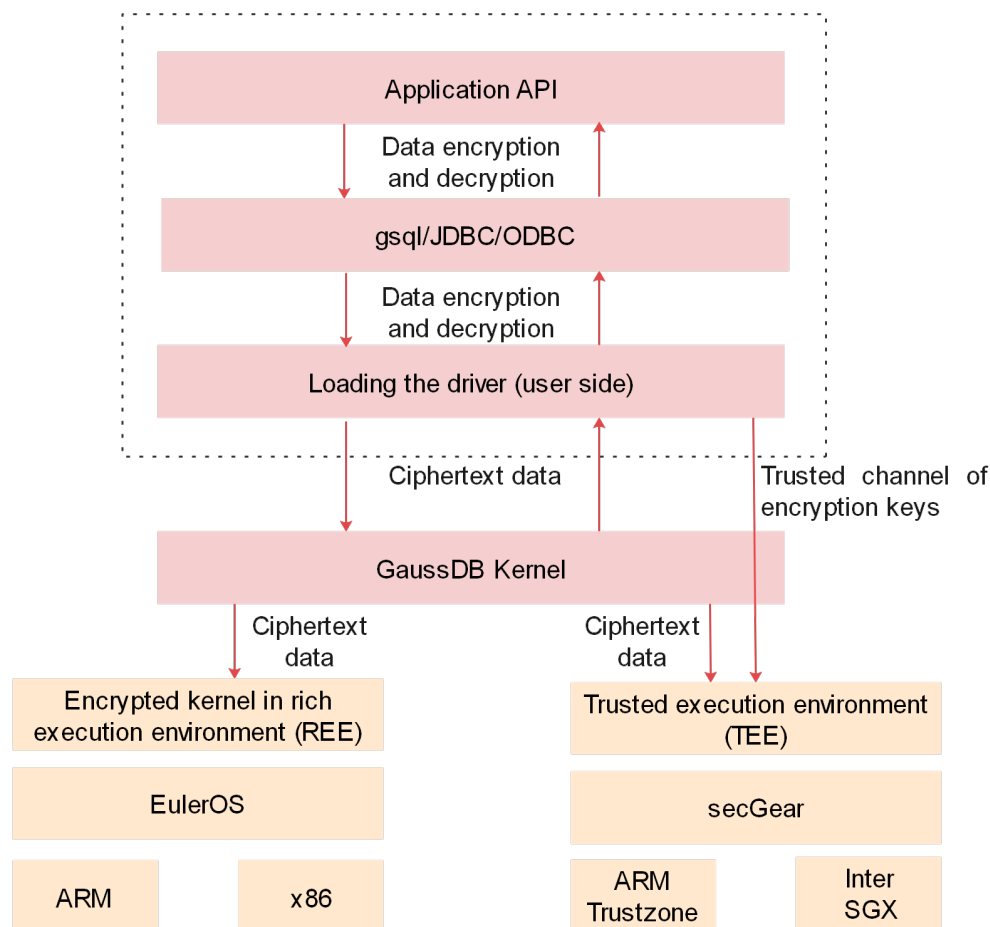 Application API
Data encryption
and decryption
gsql/JDBC/ODBC
Data encryption
and decryption
Loading the driver (user side)
Ciphertext data
Trusted channel of
encryption keys
GaussDB Kernel
Ciphertext
data
Ciphertext
data
Encrypted kernel in rich
execution environment (REE)
Trusted execution environment
(TEE)
EulerOS
secGear
ARM
x86
ARM
Trustzone
Inter
SGX